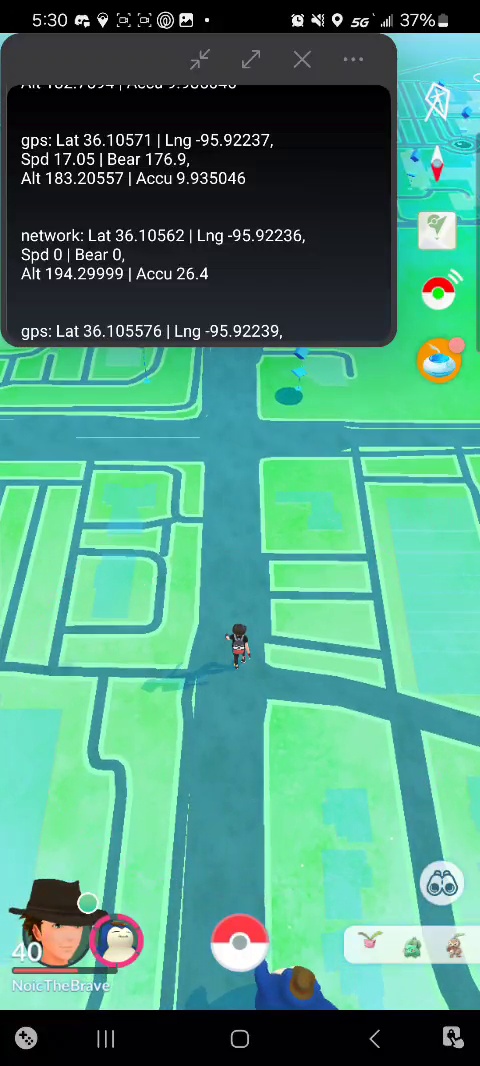 5:30
5G
37%
Alt 182.7894 | Accu 9.936046
gps: Lat 36.10571 | Lng -95.92237,
Spd 17.05 | Bear 176.9,
Alt 183.20557 | Accu 9.935046
network: Lat 36.10562 | Lng -95.92236,
Spd 0 | Bear 0,
Alt 194.29999 | Accu 26.4
gps: Lat 36.105576 | Lng -95.92239,
40
NoicTheBrave